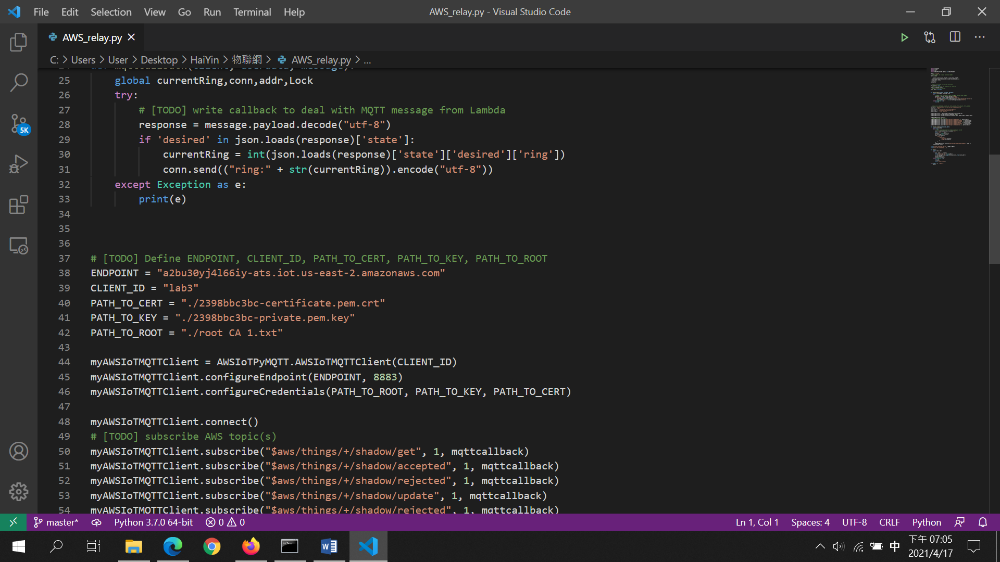 File Edit Selection View Go Run Terminal Help
AWS_relay.py - Visual Studio Code
AWS_relay.py
C: > Users > User > Desktop > HaiYin > 物聯網 > AWS_relay.py > ...
25 global currentRing,conn,addr,Lock
26 try:
27 # [TODO] write callback to deal with MQTT message from Lambda
28 response = message.payload.decode("utf-8")
29 if 'desired' in json.loads(response)['state']:
30 currentRing = int(json.loads(response)['state']['desired']['ring'])
31 conn.send(("ring:" + str(currentRing)).encode("utf-8"))
32 except Exception as e:
33 print(e)
34
35
36
37 # [TODO] Define ENDPOINT, CLIENT_ID, PATH_TO_CERT, PATH_TO_KEY, PATH_TO_ROOT
38 ENDPOINT = "a2bu30yj4l66iy-ats.iot.us-east-2.amazonaws.com"
39 CLIENT_ID = "lab3"
40 PATH_TO_CERT = "./2398bbc3bc-certificate.pem.crt"
41 PATH_TO_KEY = "./2398bbc3bc-private.pem.key"
42 PATH_TO_ROOT = "./root CA 1.txt"
43
44 myAWSIoTMQTTClient = AWSIoTPyMQTT.AWSIoTMQTTClient(CLIENT_ID)
45 myAWSIoTMQTTClient.configureEndpoint(ENDPOINT, 8883)
46 myAWSIoTMQTTClient.configureCredentials(PATH_TO_ROOT, PATH_TO_KEY, PATH_TO_CERT)
47
48 myAWSIoTMQTTClient.connect()
49 # [TODO] subscribe AWS topic(s)
50 myAWSIoTMQTTClient.subscribe("$aws/things/+/shadow/get", 1, mqttcallback)
51 myAWSIoTMQTTClient.subscribe("$aws/things/+/shadow/accepted", 1, mqttcallback)
52 myAWSIoTMQTTClient.subscribe("$aws/things/+/shadow/rejected", 1, mqttcallback)
53 myAWSIoTMQTTClient.subscribe("$aws/things/+/shadow/update", 1, mqttcallback)
54 myAWSIoTMQTTClient.subscribe("$aws/things/+/shadow/rejected", 1, mqttcallback)
5K
master* Python 3.7.0 64-bit 0 0 Ln 1, Col 1 Spaces: 4 UTF-8 CRLF Python
中
下午 07:05
2021/4/17